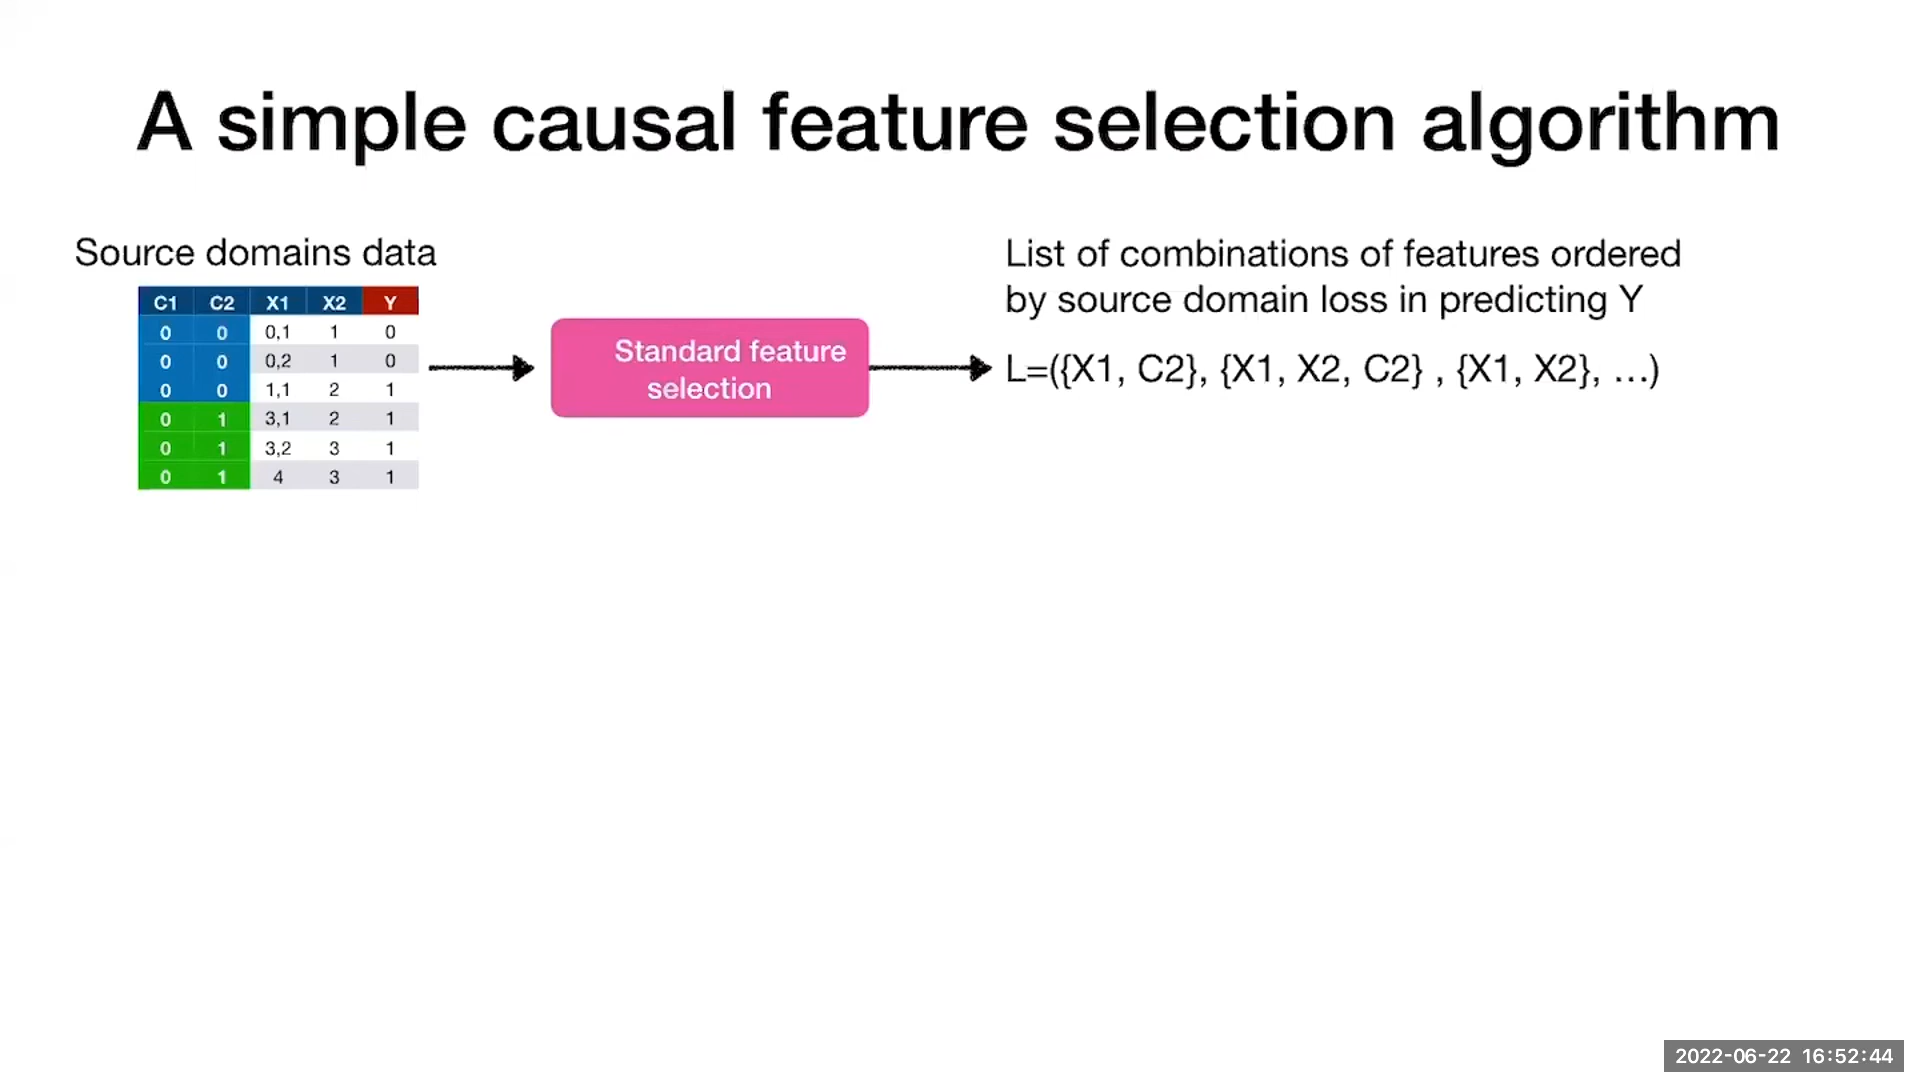 A simple causal feature selection algorithm
Source domains data
C1 C2 X1 X2 Y
0 0 0,1 1 0
0 0 0,2 1 0
0 0 1,1 2 1
0 1 3,1 2 1
0 1 3,2 3 1
0 1 4 3 1
Standard feature
selection
List of combinations of features ordered
by source domain loss in predicting Y
L=({X1, C2}, {X1, X2, C2} , {X1, X2}, …)
2022-06-22 16:52:44